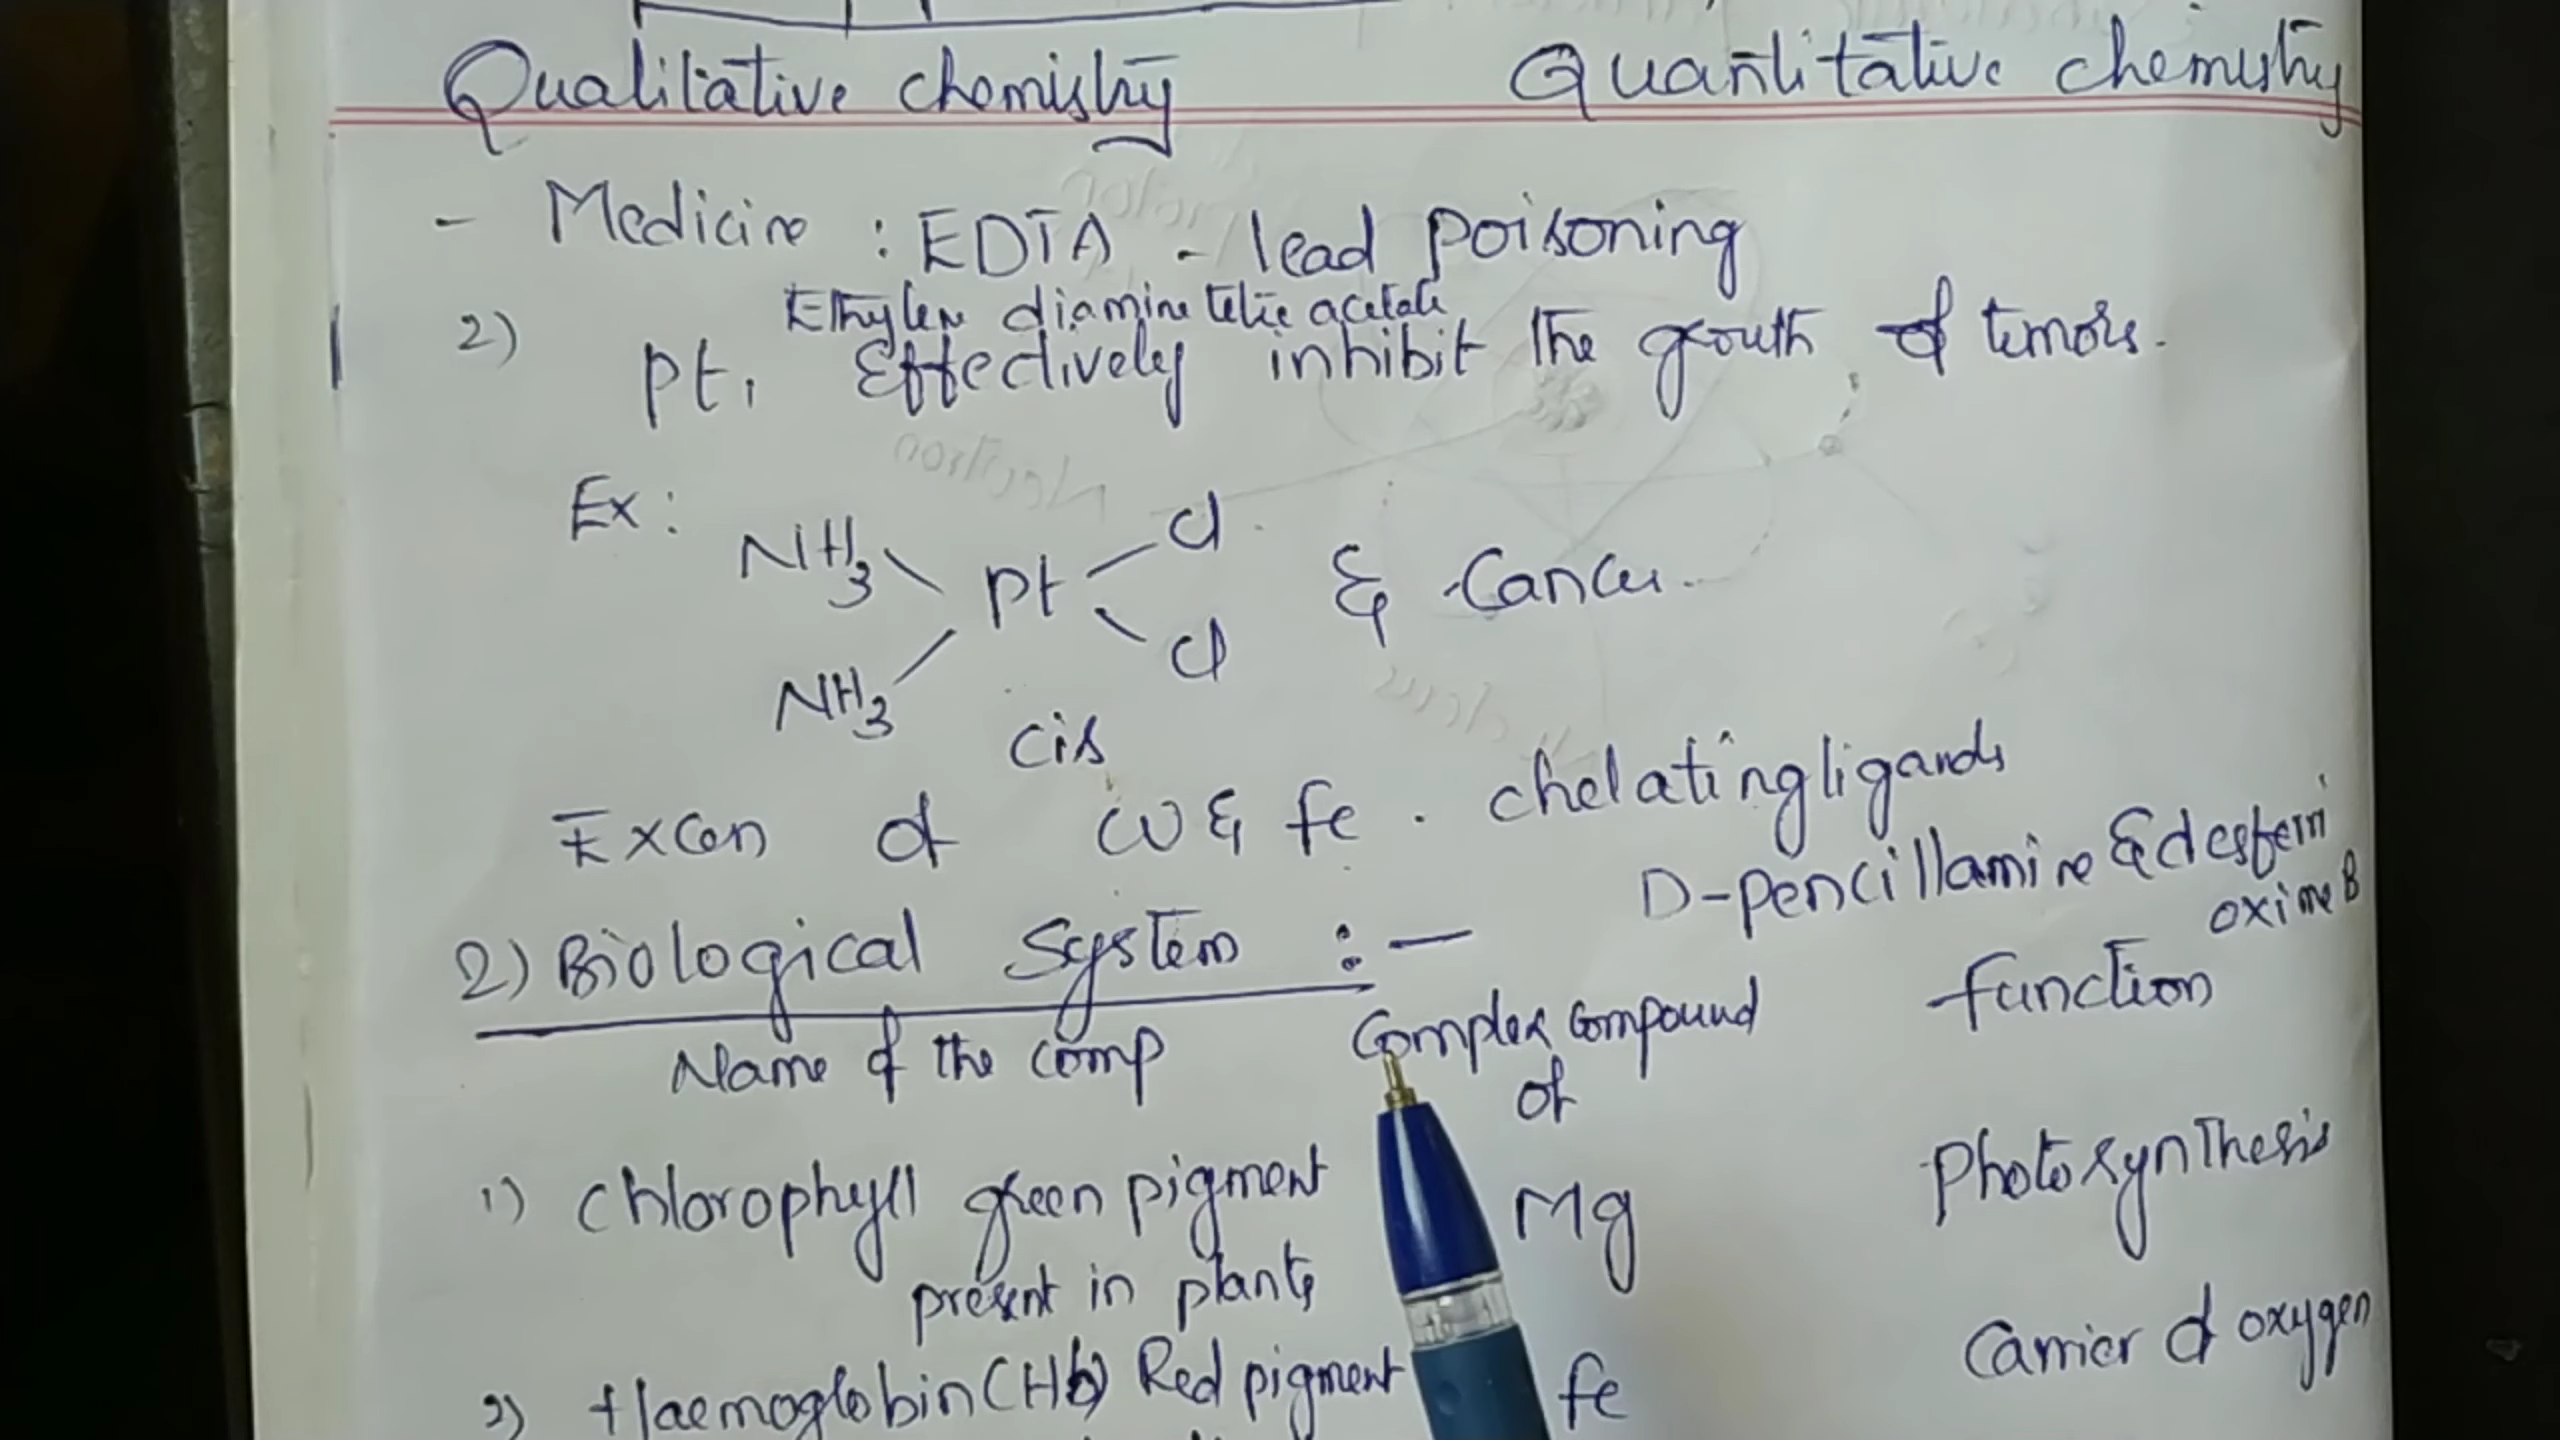 Qualitative chemistry Quantitative chemistry
- Medicine : EDTA - lead poisoning
Ethylene diamine acetate
2) Pt, Effectively inhibit the growth of tumors.
Ex: NH3 Cl
Pt & Cancer.
NH3 Cl
cis
Excess of Cu & Fe . chelating ligands
D-pencillamine & desferri
oxime B
2) Biological System :-
Name of the comp Complex compound Function
of
1) Chlorophyll green pigment Mg Photosynthesis
present in plants
2) Haemoglobin (Hb) Red pigment Fe Carrier of oxygen